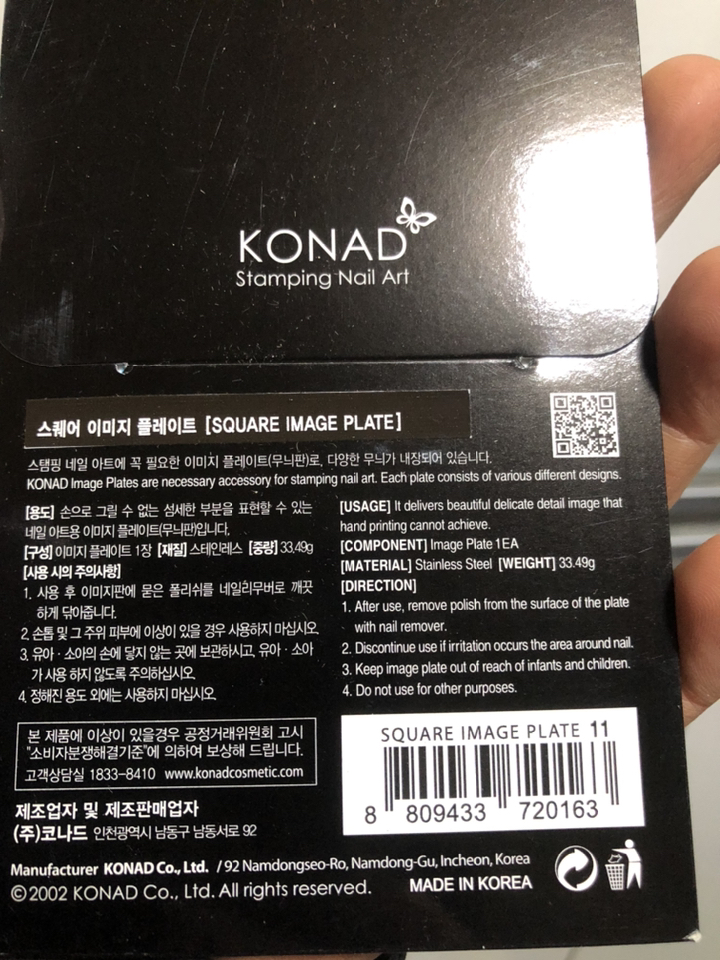 KONAD
Stamping Nail Art
스퀘어 이미지 플레이트 [SQUARE IMAGE PLATE]
스탬핑 네일 아트에 꼭 필요한 이미지 플레이트(무늬판)로, 다양한 무늬가 내장되어 있습니다.
KONAD Image Plates are necessary accessory for stamping nail art. Each plate consists of various different designs.
[용도] 손으로 그릴 수 없는 섬세한 부분을 표현할 수 있는
네일 아트용 이미지 플레이트(무늬판)입니다.
[구성] 이미지 플레이트 1장 [재질] 스테인레스 [중량] 33.49g
[사용 시의 주의사항]
1. 사용 후 이미지판에 묻은 폴리쉬를 네일리무버로 깨끗
하게 닦아줍니다.
2. 손톱 및 그 주위 피부에 이상이 있을 경우 사용하지 마십시오.
3. 유아·소아의 손에 닿지 않는 곳에 보관하시고, 유아·소아
가 사용 하지 않도록 주의하십시오.
4. 정해진 용도 외에는 사용하지 마십시오.
[USAGE] It delivers beautiful delicate detail image that
hand printing cannot achieve.
[COMPONENT] Image Plate 1EA
[MATERIAL] Stainless Steel [WEIGHT] 33.49g
[DIRECTION]
1. After use, remove polish from the surface of the plate
with nail remover.
2. Discontinue use if irritation occurs the area around nail.
3. Keep image plate out of reach of infants and children.
4. Do not use for other purposes.
본 제품에 이상이 있을경우 공정거래위원회 고시
"소비자분쟁해결기준"에 의하여 보상해 드립니다.
고객상담실 1833-8410 www.konadcosmetic.com
SQUARE IMAGE PLATE 11
8 809433 720163
제조업자 및 제조판매업자
(주)코나드 인천광역시 남동구 남동서로 92
Manufacturer KONAD Co., Ltd. / 92 Namdongseo-Ro, Namdong-Gu, Incheon, Korea
©2002 KONAD Co., Ltd. All rights reserved. MADE IN KOREA